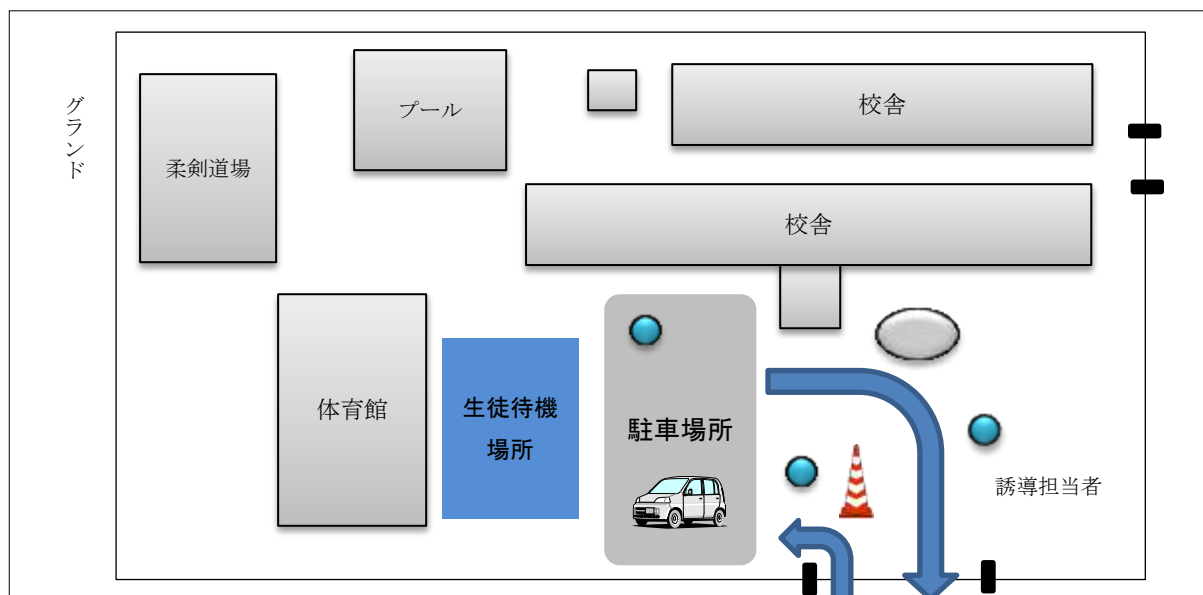 グランド
柔剣道場
プール
校舎
校舎
体育館
生徒待機
場所
駐車場所
誘導担当者